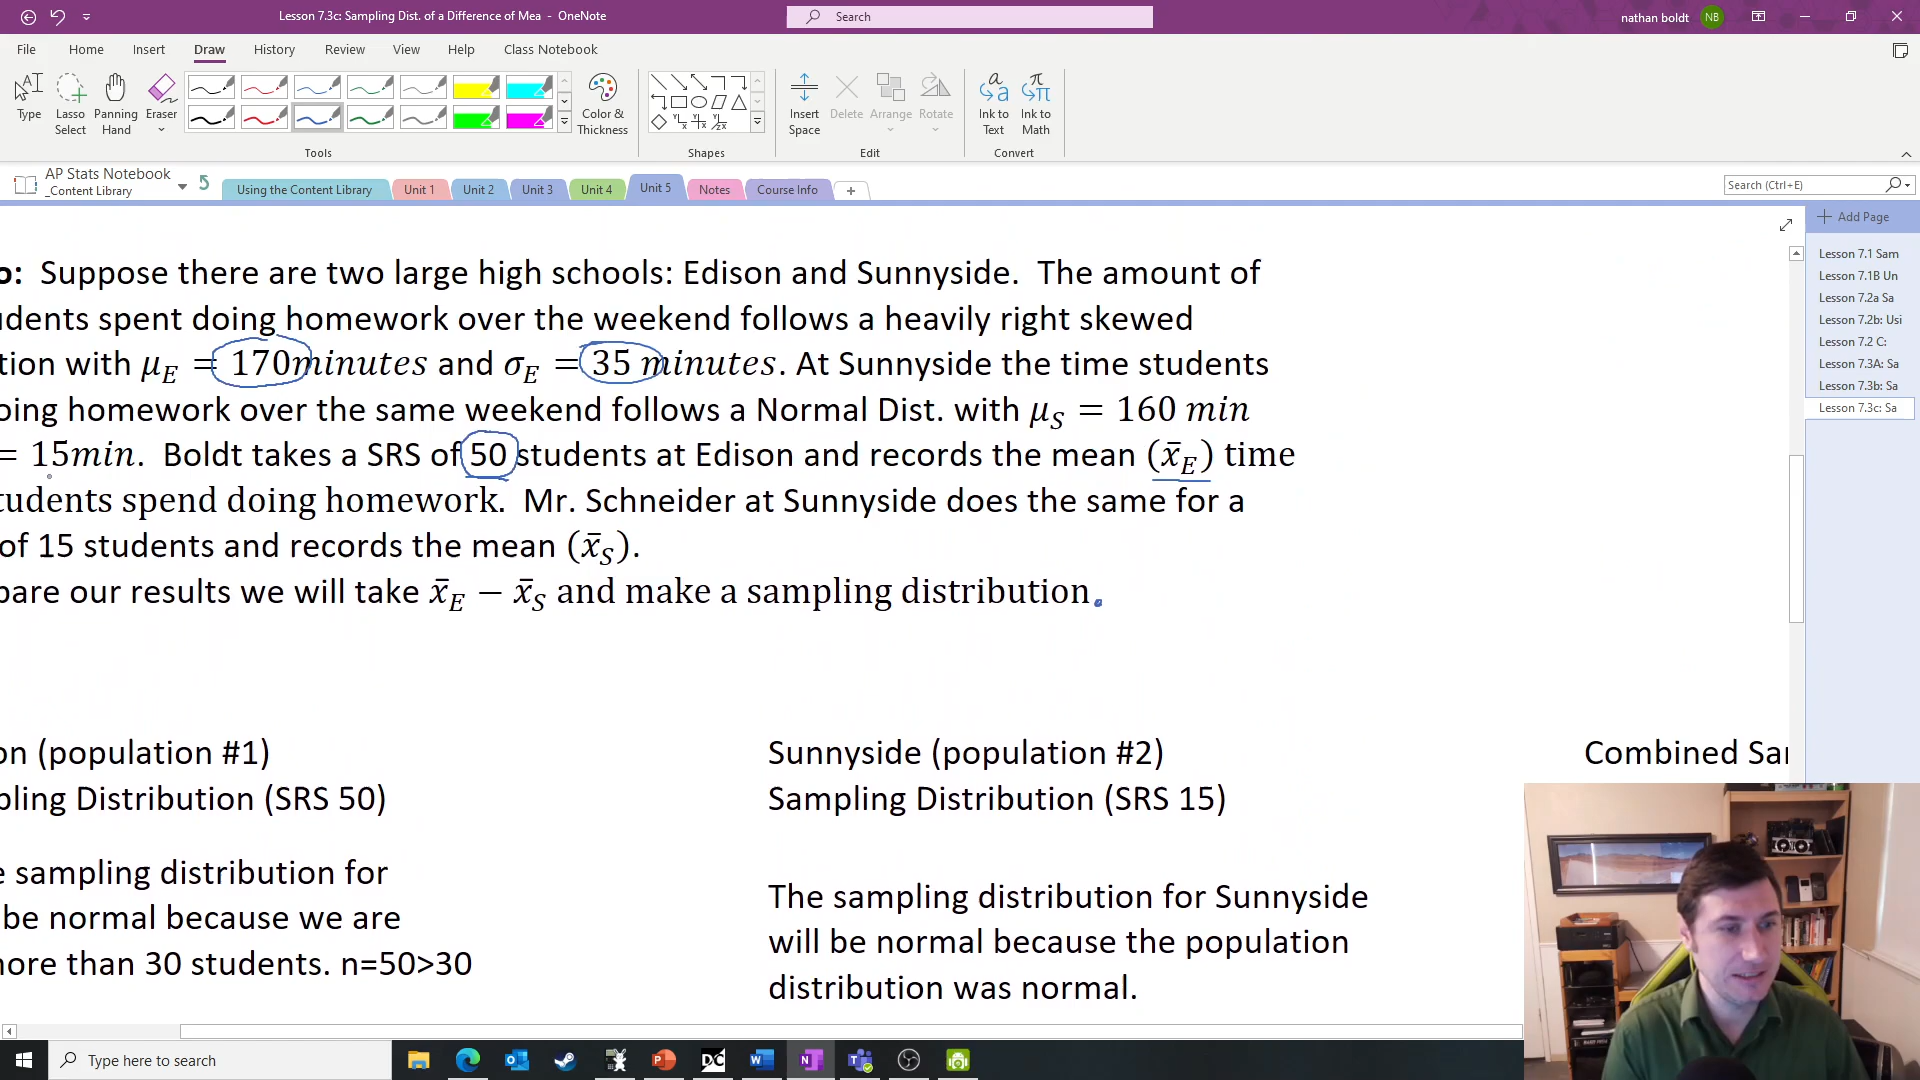 Lesson 7.3c: Sampling Dist. of a Difference of Mea - OneNote
Search
nathan boldt
NB
File Home Insert Draw History Review View Help Class Notebook
Type
Lasso Select
Panning Hand
Eraser
Color & Thickness
Insert Space
Delete
Arrange
Rotate
Ink to Text
Ink to Math
Tools Shapes Edit Convert
AP Stats Notebook
_Content Library
Using the Content Library Unit 1 Unit 2 Unit 3 Unit 4 Unit 5 Notes Course Info
Search (Ctrl+E)
Add Page
Lesson 7.1 Sam
Lesson 7.1B Un
Lesson 7.2a Sa
Lesson 7.2b: Usi
Lesson 7.2 C:
Lesson 7.3A: Sa
Lesson 7.3b: Sa
Lesson 7.3c: Sa
o: Suppose there are two large high schools: Edison and Sunnyside. The amount of
udents spent doing homework over the weekend follows a heavily right skewed
tion with μ_E = 170minutes and σ_E = 35 minutes. At Sunnyside the time students
oing homework over the same weekend follows a Normal Dist. with μ_S = 160 min
= 15min. Boldt takes a SRS of 50 students at Edison and records the mean (x̄_E) time
tudents spend doing homework. Mr. Schneider at Sunnyside does the same for a
of 15 students and records the mean (x̄_S).
pare our results we will take x̄_E − x̄_S and make a sampling distribution.
on (population #1)
pling Distribution (SRS 50)
e sampling distribution for
be normal because we are
nore than 30 students. n=50>30
Sunnyside (population #2)
Sampling Distribution (SRS 15)
The sampling distribution for Sunnyside
will be normal because the population
distribution was normal.
Combined Sa
Type here to search